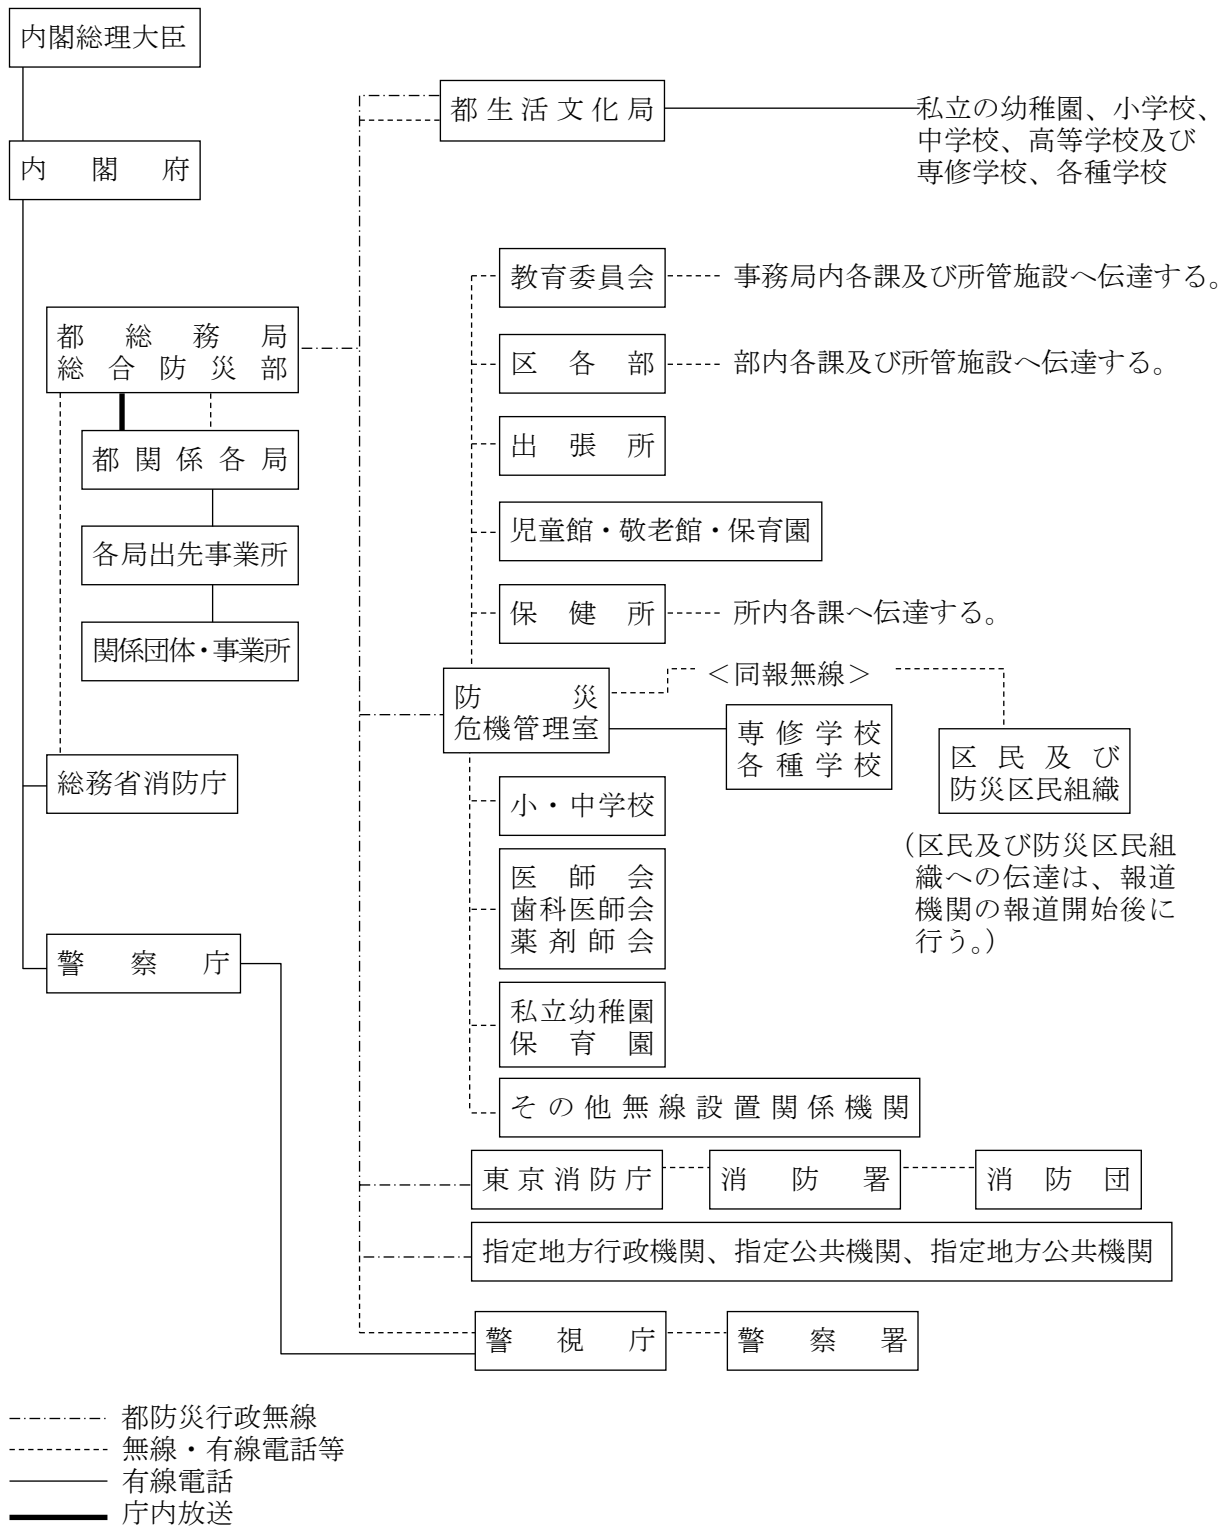 内閣総理大臣
都生活文化局
私立の幼稚園、小学校、
中学校、高等学校及び
専修学校、各種学校
内閣府
教育委員会
事務局内各課及び所管施設へ伝達する。
都総務局
総合防災部
区各部
部内各課及び所管施設へ伝達する。
都関係各局
出張所
各局出先事業所
児童館・敬老館・保育園
関係団体・事業所
保健所
所内各課へ伝達する。
防災
危機管理室
＜同報無線＞
専修学校
各種学校
区民及び
防災区民組織
(区民及び防災区民組
織への伝達は、報道
機関の報道開始後に
行う。)
総務省消防庁
小・中学校
医師会
歯科医師会
薬剤師会
警察庁
私立幼稚園
保育園
その他無線設置関係機関
東京消防庁
消防署
消防団
指定地方行政機関、指定公共機関、指定地方公共機関
警視庁
警察署
都防災行政無線
無線・有線電話等
有線電話
庁内放送